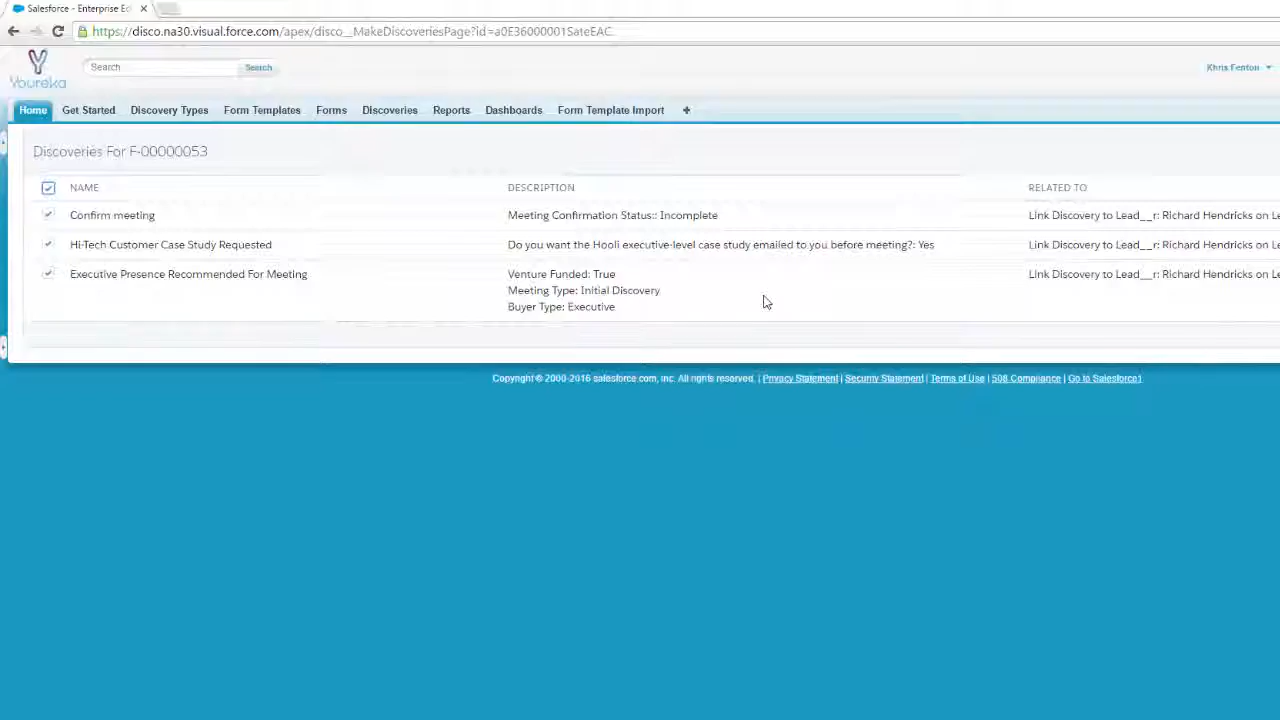 Salesforce - Enterprise Ed
https://disco.na30.visual.force.com/apex/disco__MakeDiscoveriesPage?id=a0E36000001SateEAC
Youreka
Search
Search
Khris Fenton
Home Get Started Discovery Types Form Templates Forms Discoveries Reports Dashboards Form Template Import +
Discoveries For F-00000053
NAME DESCRIPTION RELATED TO
Confirm meeting Meeting Confirmation Status:: Incomplete Link Discovery to Lead__r: Richard Hendricks on Le
Hi-Tech Customer Case Study Requested Do you want the Hooli executive-level case study emailed to you before meeting?: Yes Link Discovery to Lead__r: Richard Hendricks on Le
Executive Presence Recommended For Meeting Venture Funded: True Link Discovery to Lead__r: Richard Hendricks on Le
Meeting Type: Initial Discovery
Buyer Type: Executive
Copyright © 2000-2016 salesforce.com, inc. All rights reserved. | Privacy Statement | Security Statement | Terms of Use | 508 Compliance | Go to Salesforce1